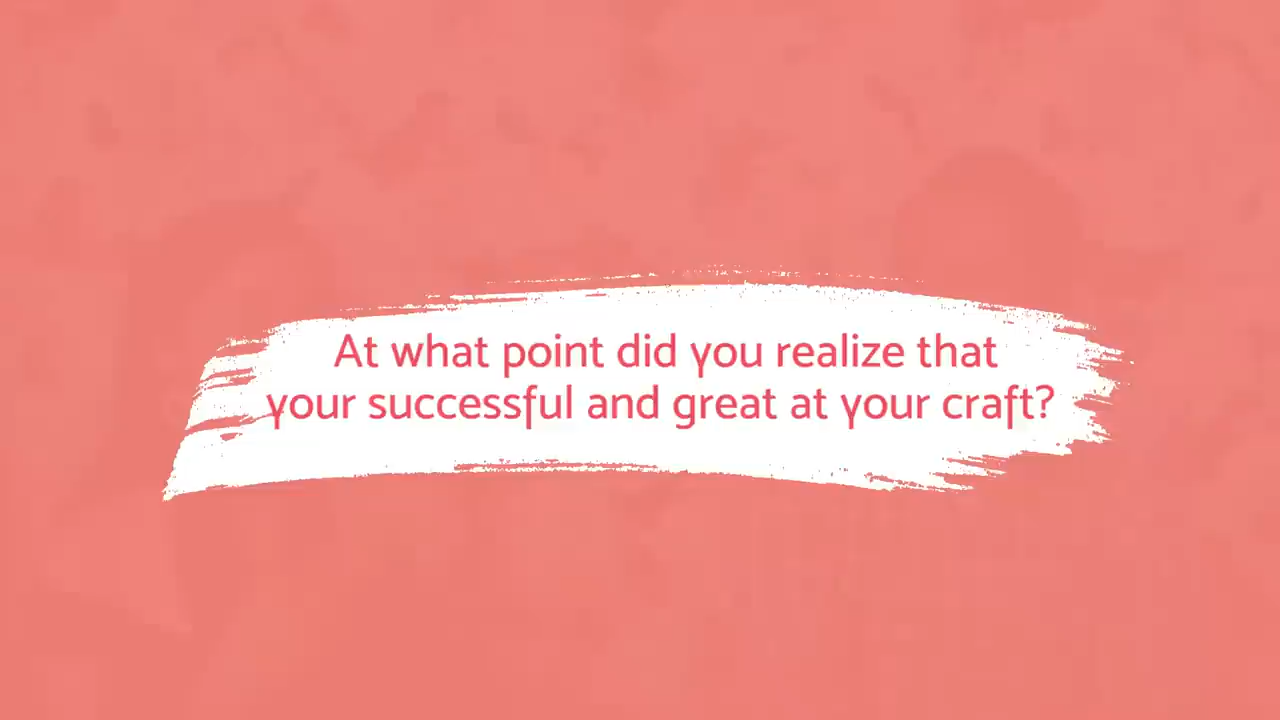 At what point did you realize that
your successful and great at your craft?